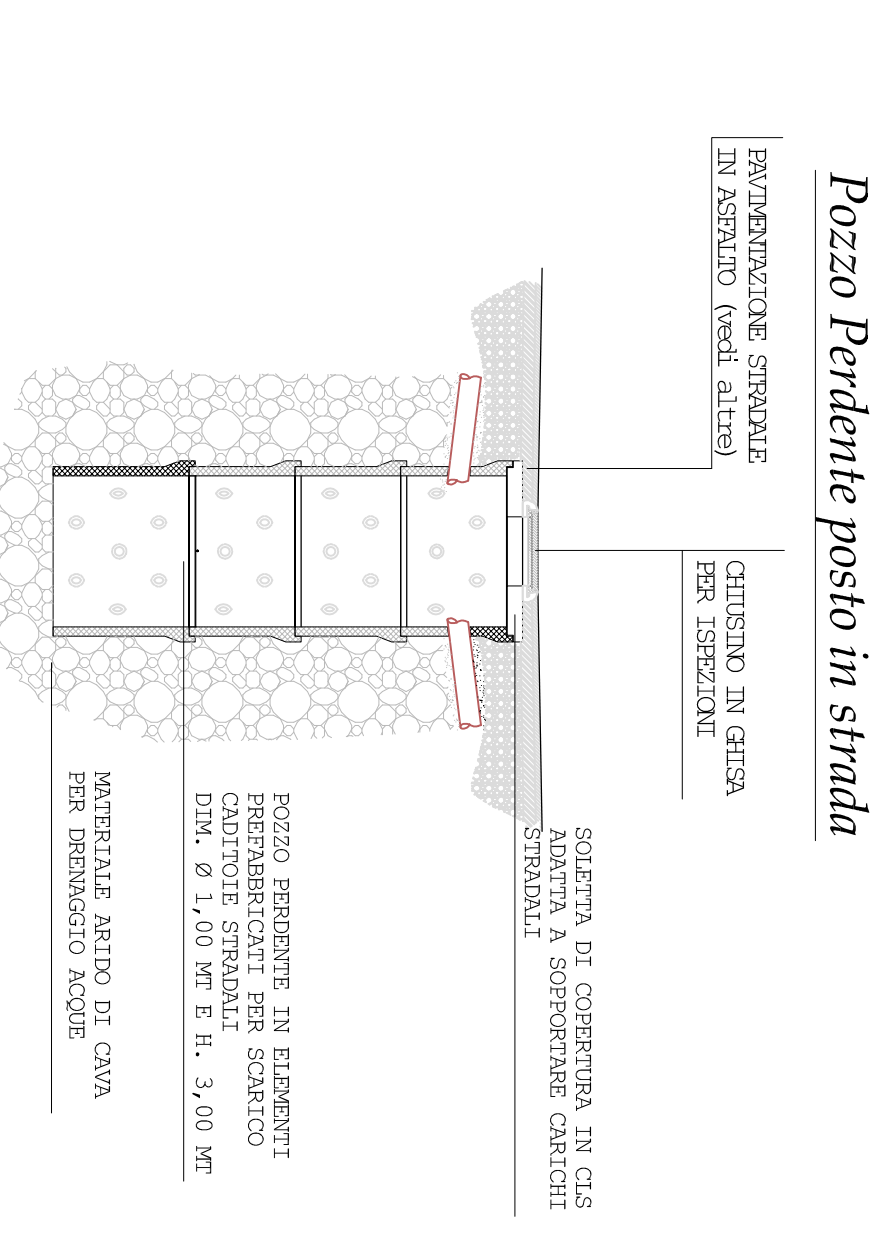 Pozzo Perdente posto in strada
PAVIMENTAZIONE STRADALE
IN ASFALTO (vedi altre)
CHIUSINO IN GHISA
PER ISPEZIONI
SOLETTA DI COPERTURA IN CLS
ADATTA A SOPPORTARE CARICHI
STRADALI
POZZO PERDENTE IN ELEMENTI
PREFABBRICATI PER SCARICO
CADITOIE STRADALI
DIM. Ø 1,00 MT E H. 3,00 MT
MATERIALE ARIDO DI CAVA
PER DRENAGGIO ACQUE